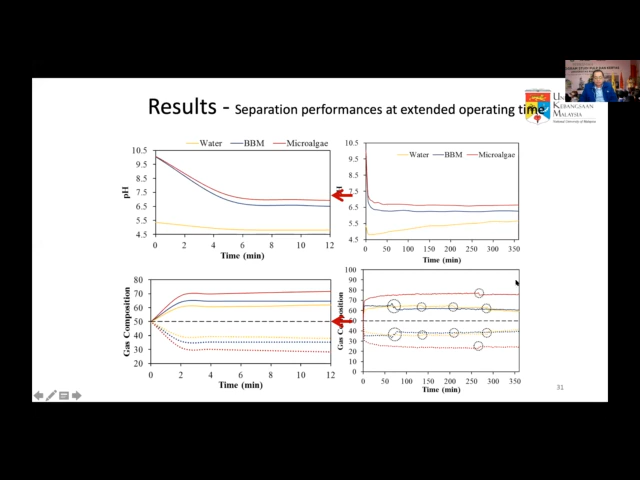 Results - Separation performances at extended operating time
KEBANGSAAN
MALAYSIA
National University of Malaysia
Water BBM Microalgae
10.5
9.5
8.5
7.5
6.5
5.5
4.5
pH
0 2 4 6 8 10 12
Time (min)
10.5
9.5
8.5
7.5
6.5
5.5
4.5
Water BBM Microalgae
0 50 100 150 200 250 300 350
Time (min)
80
70
60
50
40
30
20
Gas Composition
0 2 4 6 8 10 12
Time (min)
100
90
80
70
60
50
40
30
20
10
0
Gas Composition
0 50 100 150 200 250 300 350
Time (min)
31